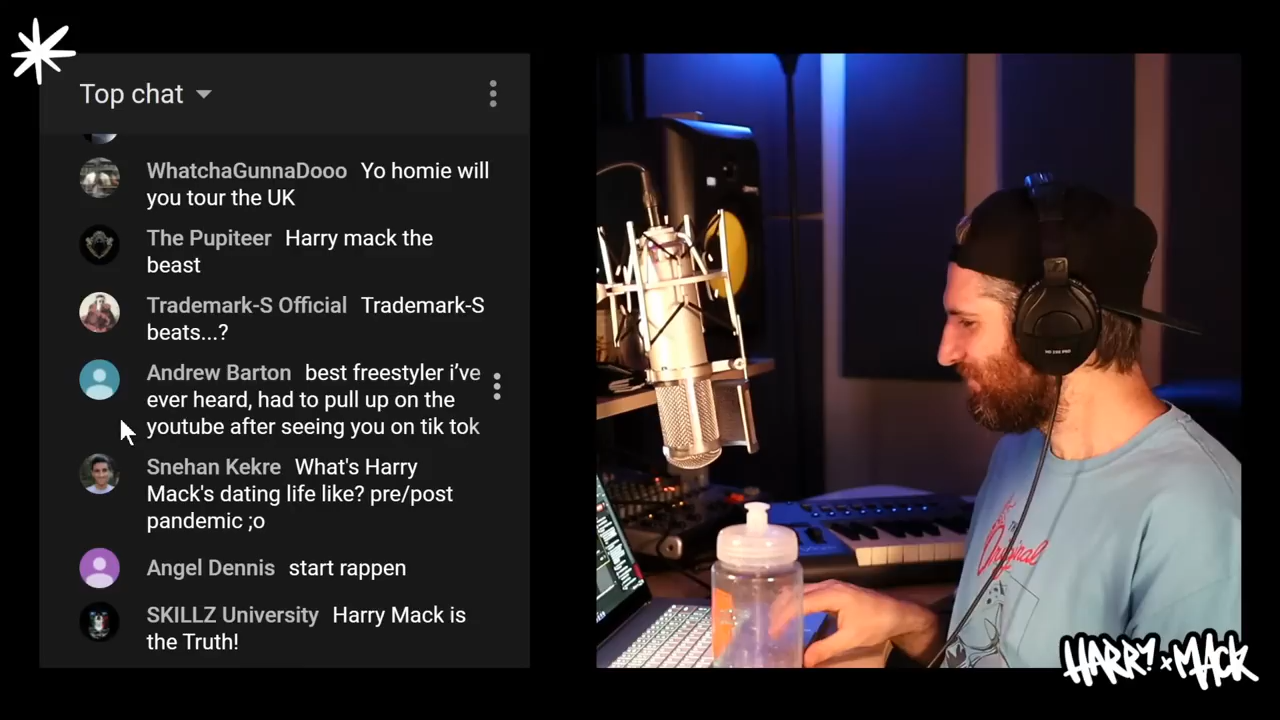 Top chat
WhatchaGunnaDooo Yo homie will
you tour the UK
The Pupiteer Harry mack the
beast
Trademark-S Official Trademark-S
beats...?
Andrew Barton best freestyler i've
ever heard, had to pull up on the
youtube after seeing you on tik tok
Snehan Kekre What's Harry
Mack's dating life like? pre/post
pandemic ;o
Angel Dennis start rappen
SKILLZ University Harry Mack is
the Truth!
THE
Original
HARRY x MACK